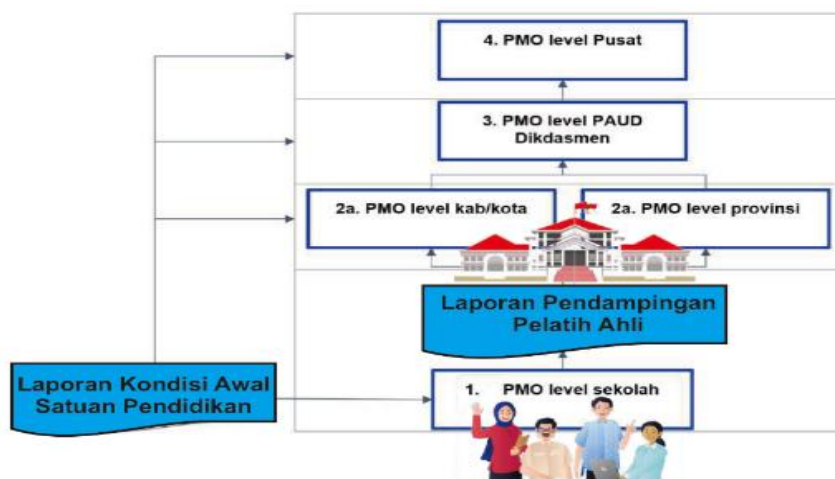 4. PMO level Pusat
3. PMO level PAUD
Dikdasmen
2a. PMO level kab/kota
2a. PMO level provinsi
Laporan Pendampingan
Pelatih Ahli
Laporan Kondisi Awal
Satuan Pendidikan
1. PMO level sekolah